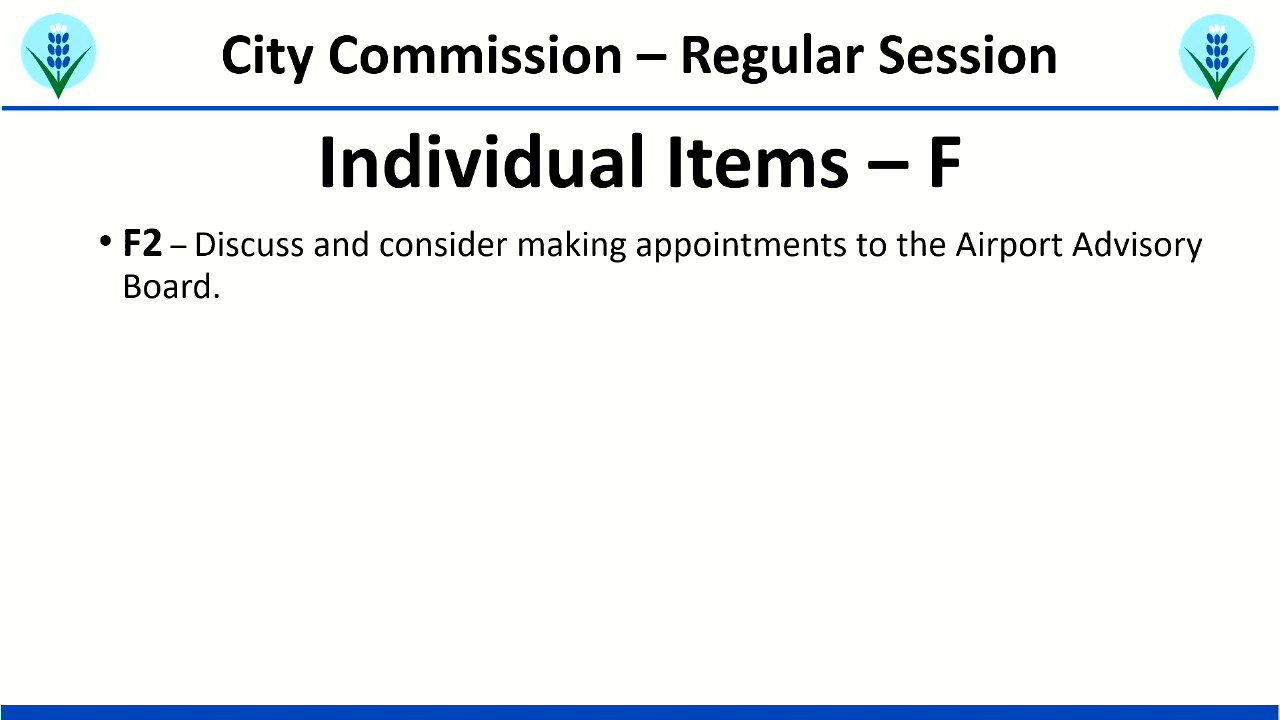 City Commission – Regular Session
Individual Items – F
• F2 – Discuss and consider making appointments to the Airport Advisory
Board.